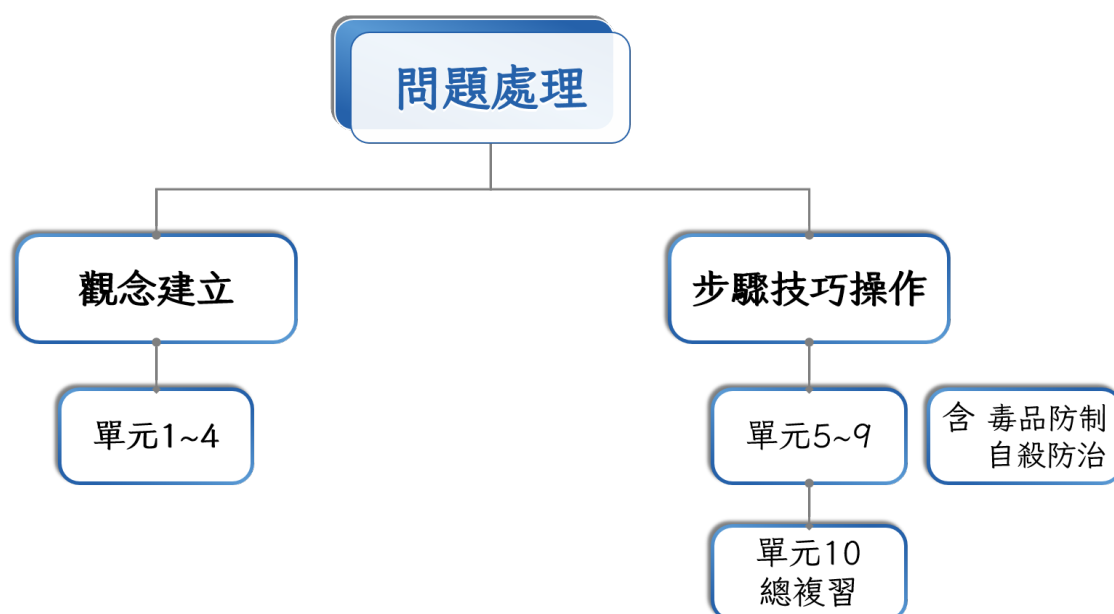 問題處理
觀念建立
步驟技巧操作
單元1~4
單元5~9
含 毒品防制
自殺防治
單元10
總複習